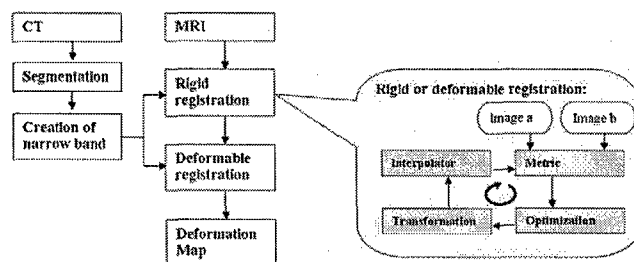 CT
MRI
Segmentation
Creation of
narrow band
Rigid
registration
Deformable
registration
Deformation
Map
Rigid or deformable registration:
Image a
Image b
Interpolator
Metric
Transformation
Optimization